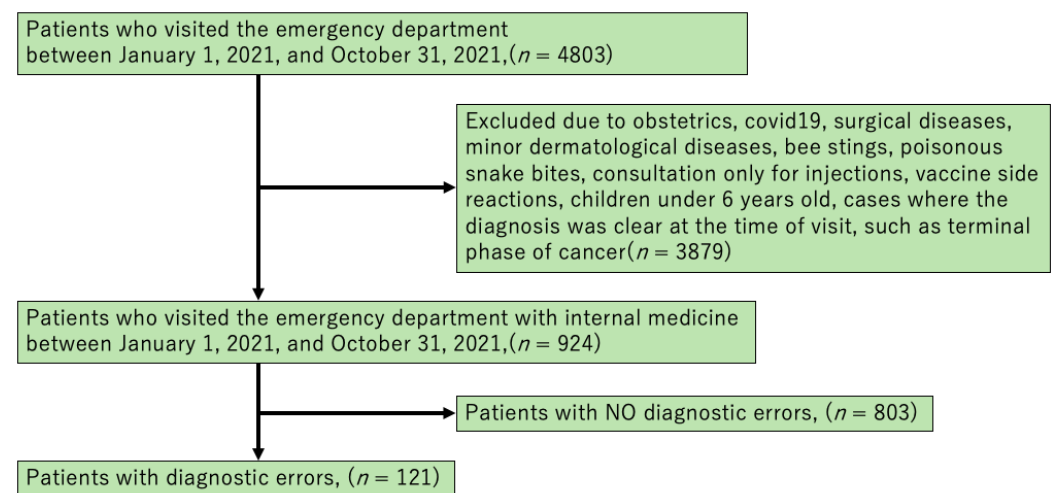 Patients who visited the emergency department
between January 1, 2021, and October 31, 2021,(n = 4803)
Excluded due to obstetrics, covid19, surgical diseases,
minor dermatological diseases, bee stings, poisonous
snake bites, consultation only for injections, vaccine side
reactions, children under 6 years old, cases where the
diagnosis was clear at the time of visit, such as terminal
phase of cancer(n = 3879)
Patients who visited the emergency department with internal medicine
between January 1, 2021, and October 31, 2021,(n = 924)
Patients with NO diagnostic errors, (n = 803)
Patients with diagnostic errors, (n = 121)